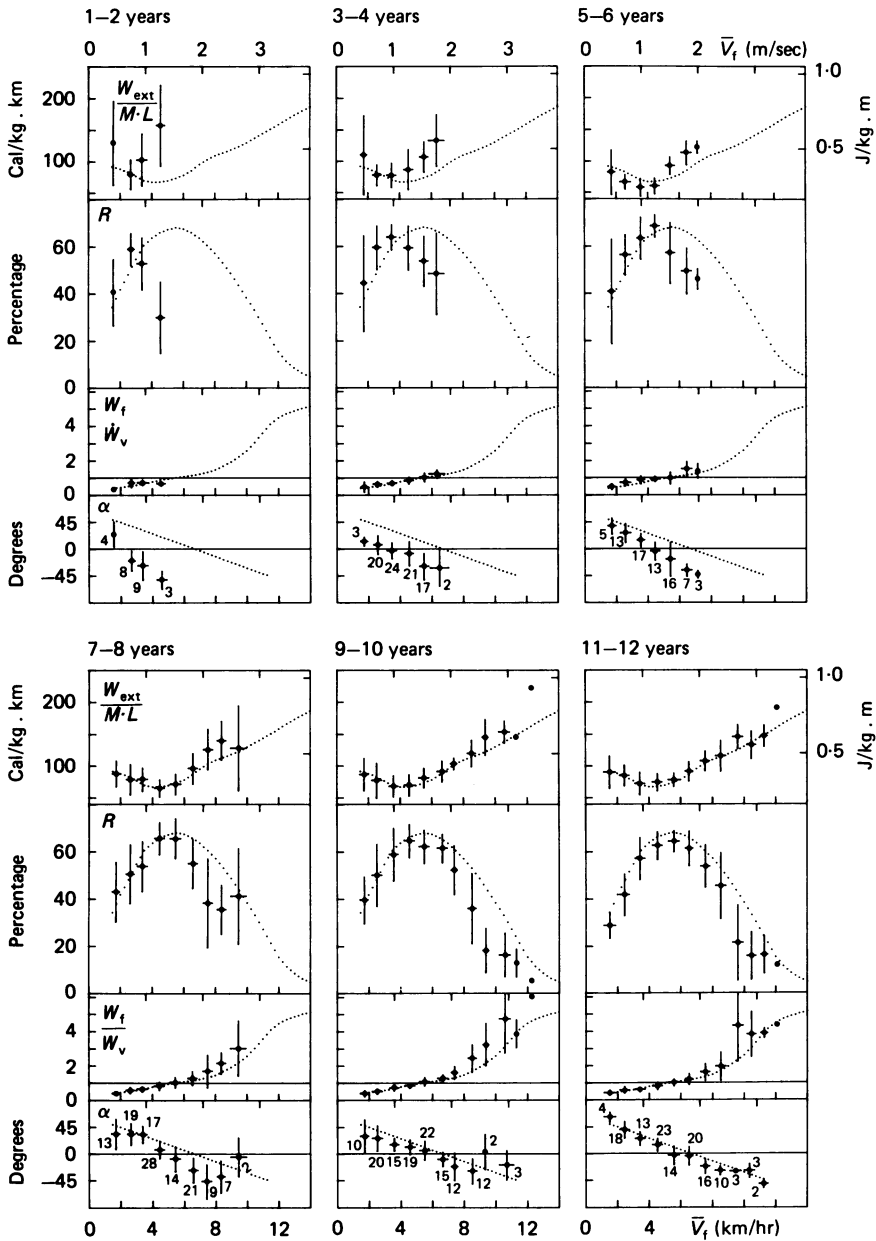 1–2 years
3–4 years
5–6 years
0 1 2 3
0 1 2 3
0 1 2 V̅f (m/sec)
Cal/kg . km
200
100
Wext
M·L
1·0
0·5
J/kg . m
Percentage
R
60
40
20
0
Wf
Ẇv
4
2
0
Degrees
α
45
0
−45
4
8
9
3
3
20
24
21
17
2
5
13
17
13
16
7
3
7–8 years
9–10 years
11–12 years
Cal/kg . km
200
100
Wext
M·L
1·0
0·5
J/kg . m
Percentage
R
60
40
20
0
Wf
Wv
4
2
0
Degrees
α
45
0
−45
13
19
17
28
14
21
9
7
2
10
20
15
19
22
15
12
12
2
3
4
18
13
23
14
20
16
10
3
3
2
0 4 8 12
0 4 8 12
0 4 8 V̅f (km/hr)